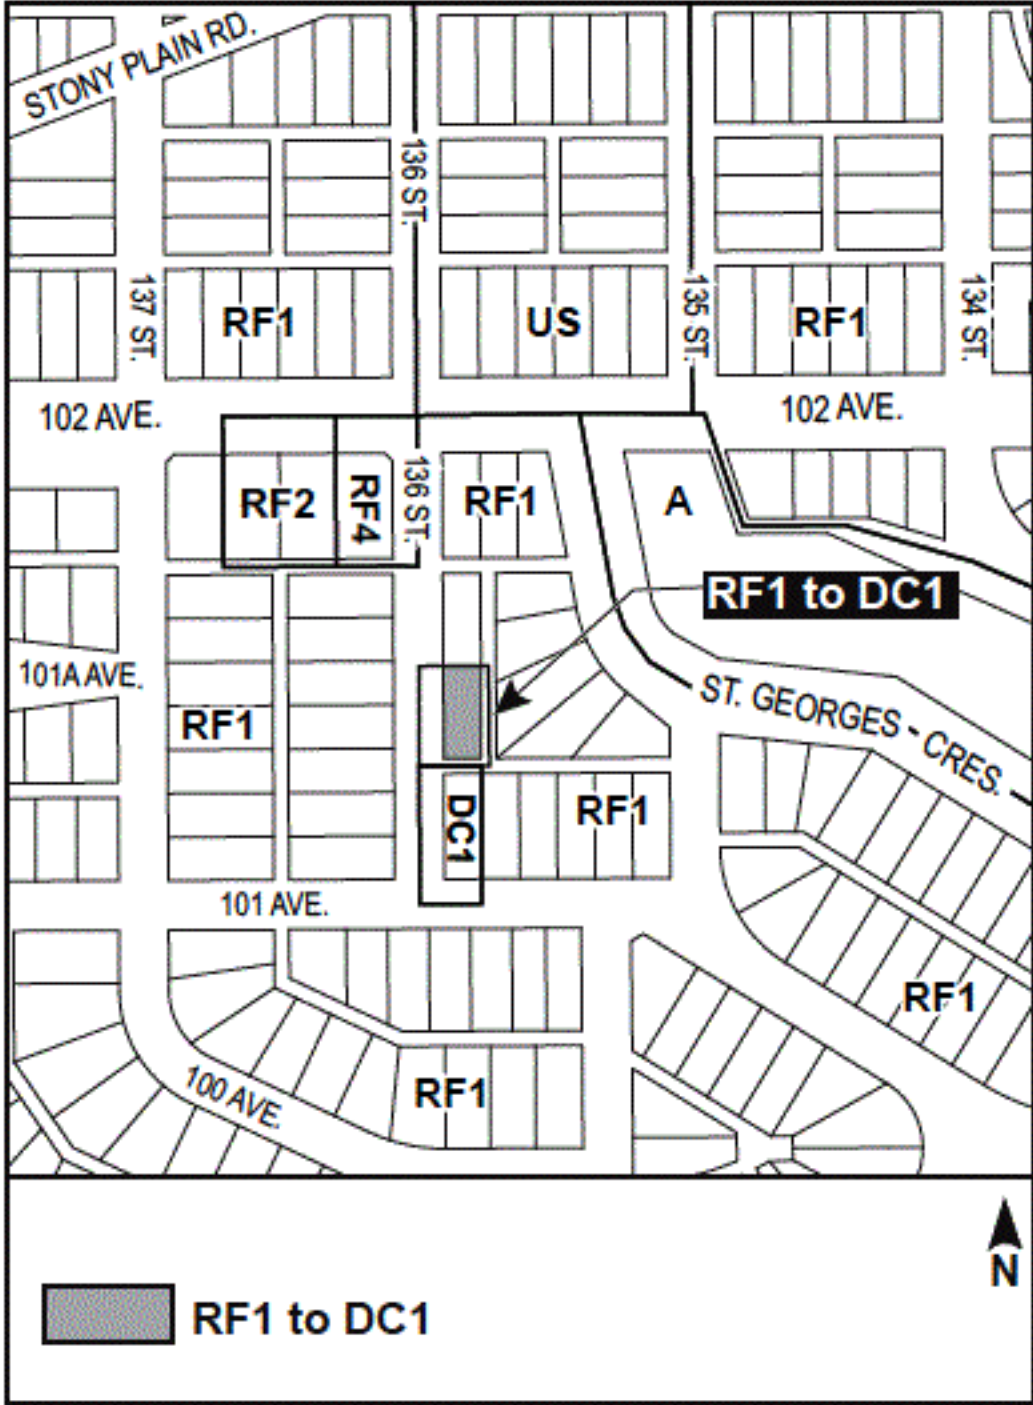 STONY PLAIN RD.
136 ST.
137 ST.
RF1
US
135 ST.
RF1
134 ST.
102 AVE.
102 AVE.
RF2
RF4
136 ST.
RF1
A
RF1 to DC1
101A AVE.
RF1
ST. GEORGES - CRES.
DC1
RF1
101 AVE.
RF1
100 AVE.
RF1
N
RF1 to DC1